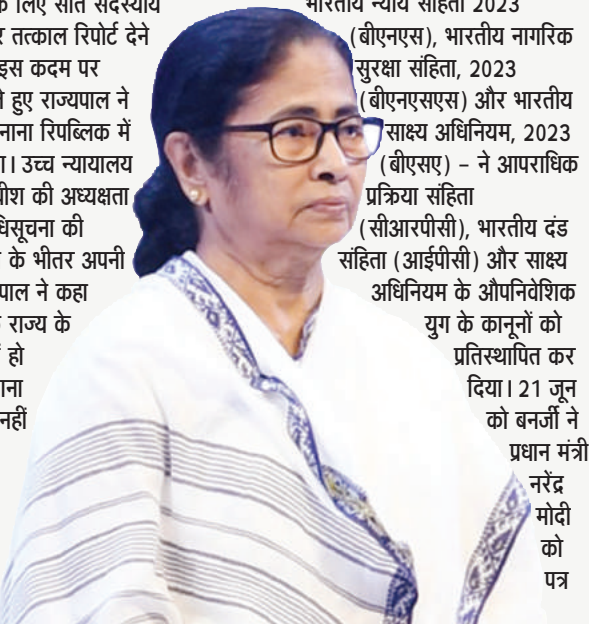 के लिए सात सदस्यीय
तत्काल रिपोर्ट देने
इस कदम पर
हुए राज्यपाल ने
नाना रिपब्लिक में
। उच्च न्यायालय
की अध्यक्षता
धिसूचना की
के भीतर अपनी
पाल ने कहा
राज्य के
हो
नहीं
भारतीय न्याय संहिता 2023
(बीएनएस), भारतीय नागरिक
सुरक्षा संहिता, 2023
(बीएनएसएस) और भारतीय
साक्ष्य अधिनियम, 2023
(बीएसए) – ने आपराधिक
प्रक्रिया संहिता
(सीआरपीसी), भारतीय दंड
संहिता (आईपीसी) और साक्ष्य
अधिनियम के औपनिवेशिक
युग के कानूनों को
प्रतिस्थापित कर
दिया। 21 जून
को बनर्जी ने
प्रधान मंत्री
नरेंद्र
मोदी
को
पत्र